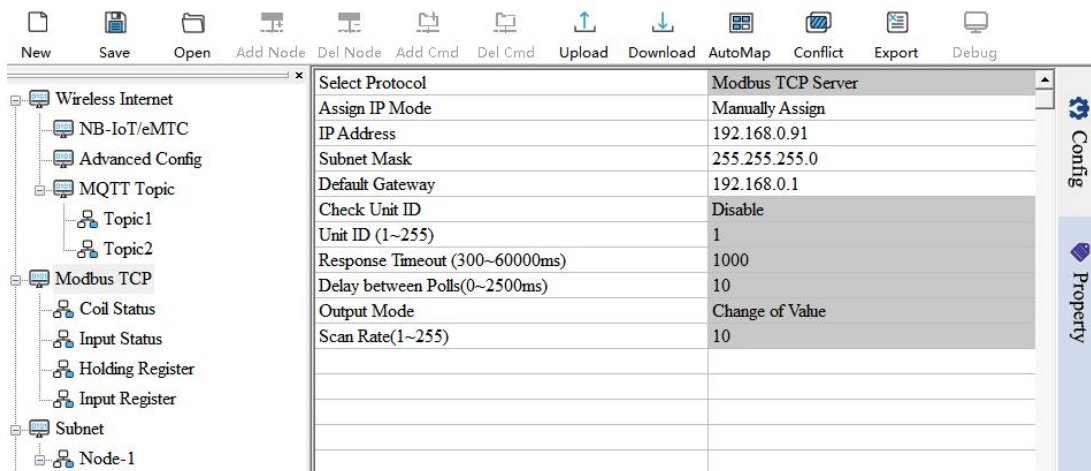 New Save Open Add Node Del Node Add Cmd Del Cmd Upload Download AutoMap Conflict Export Debug
Wireless Internet
NB-IoT/eMTC
Advanced Config
MQTT Topic
Topic1
Topic2
Modbus TCP
Coil Status
Input Status
Holding Register
Input Register
Subnet
Node-1
Select Protocol Modbus TCP Server
Assign IP Mode Manually Assign
IP Address 192.168.0.91
Subnet Mask 255.255.255.0
Default Gateway 192.168.0.1
Check Unit ID Disable
Unit ID (1~255) 1
Response Timeout (300~60000ms) 1000
Delay between Polls(0~2500ms) 10
Output Mode Change of Value
Scan Rate(1~255) 10
Config
Property